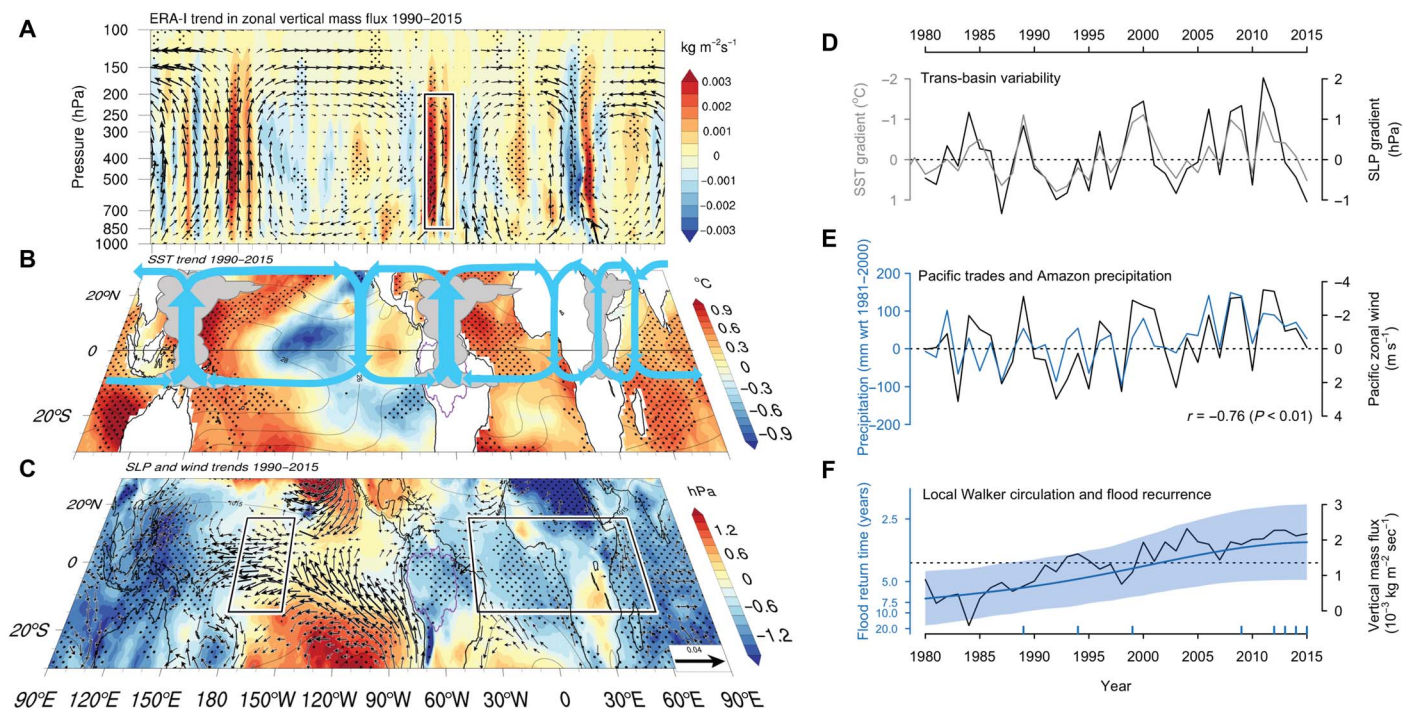 A
ERA-I trend in zonal vertical mass flux 1990–2015
Pressure (hPa)
100
150
200
250
300
400
500
700
850
1000
kg m⁻²s⁻¹
0.003
0.002
0.001
0
−0.001
−0.002
−0.003
B
SST trend 1990–2015
20°N
0
20°S
28
28
°C
0.9
0.6
0.3
0
−0.3
−0.6
−0.9
C
SLP and wind trends 1990–2015
20°N
0
20°S
1015
hPa
1.2
0.6
0
−0.6
−1.2
0.04
90°E 120°E 150°E 180 150°W 120°W 90°W 60°W 30°W 0 30°E 60°E 90°E
D
1980 1985 1990 1995 2000 2005 2010 2015
Trans-basin variability
SST gradient (°C)
−2
−1
0
1
SLP gradient (hPa)
2
1
0
−1
E
Pacific trades and Amazon precipitation
Precipitation (mm wrt 1981–2000)
200
100
0
−100
−200
Pacific zonal wind (m s⁻¹)
−4
−2
0
2
4
r = −0.76 (P < 0.01)
F
Local Walker circulation and flood recurrence
Flood return time (years)
2.5
5.0
7.5
10.0
20.0
Vertical mass flux (10⁻³ kg m⁻² sec⁻¹)
3
2
1
0
1980 1985 1990 1995 2000 2005 2010 2015
Year